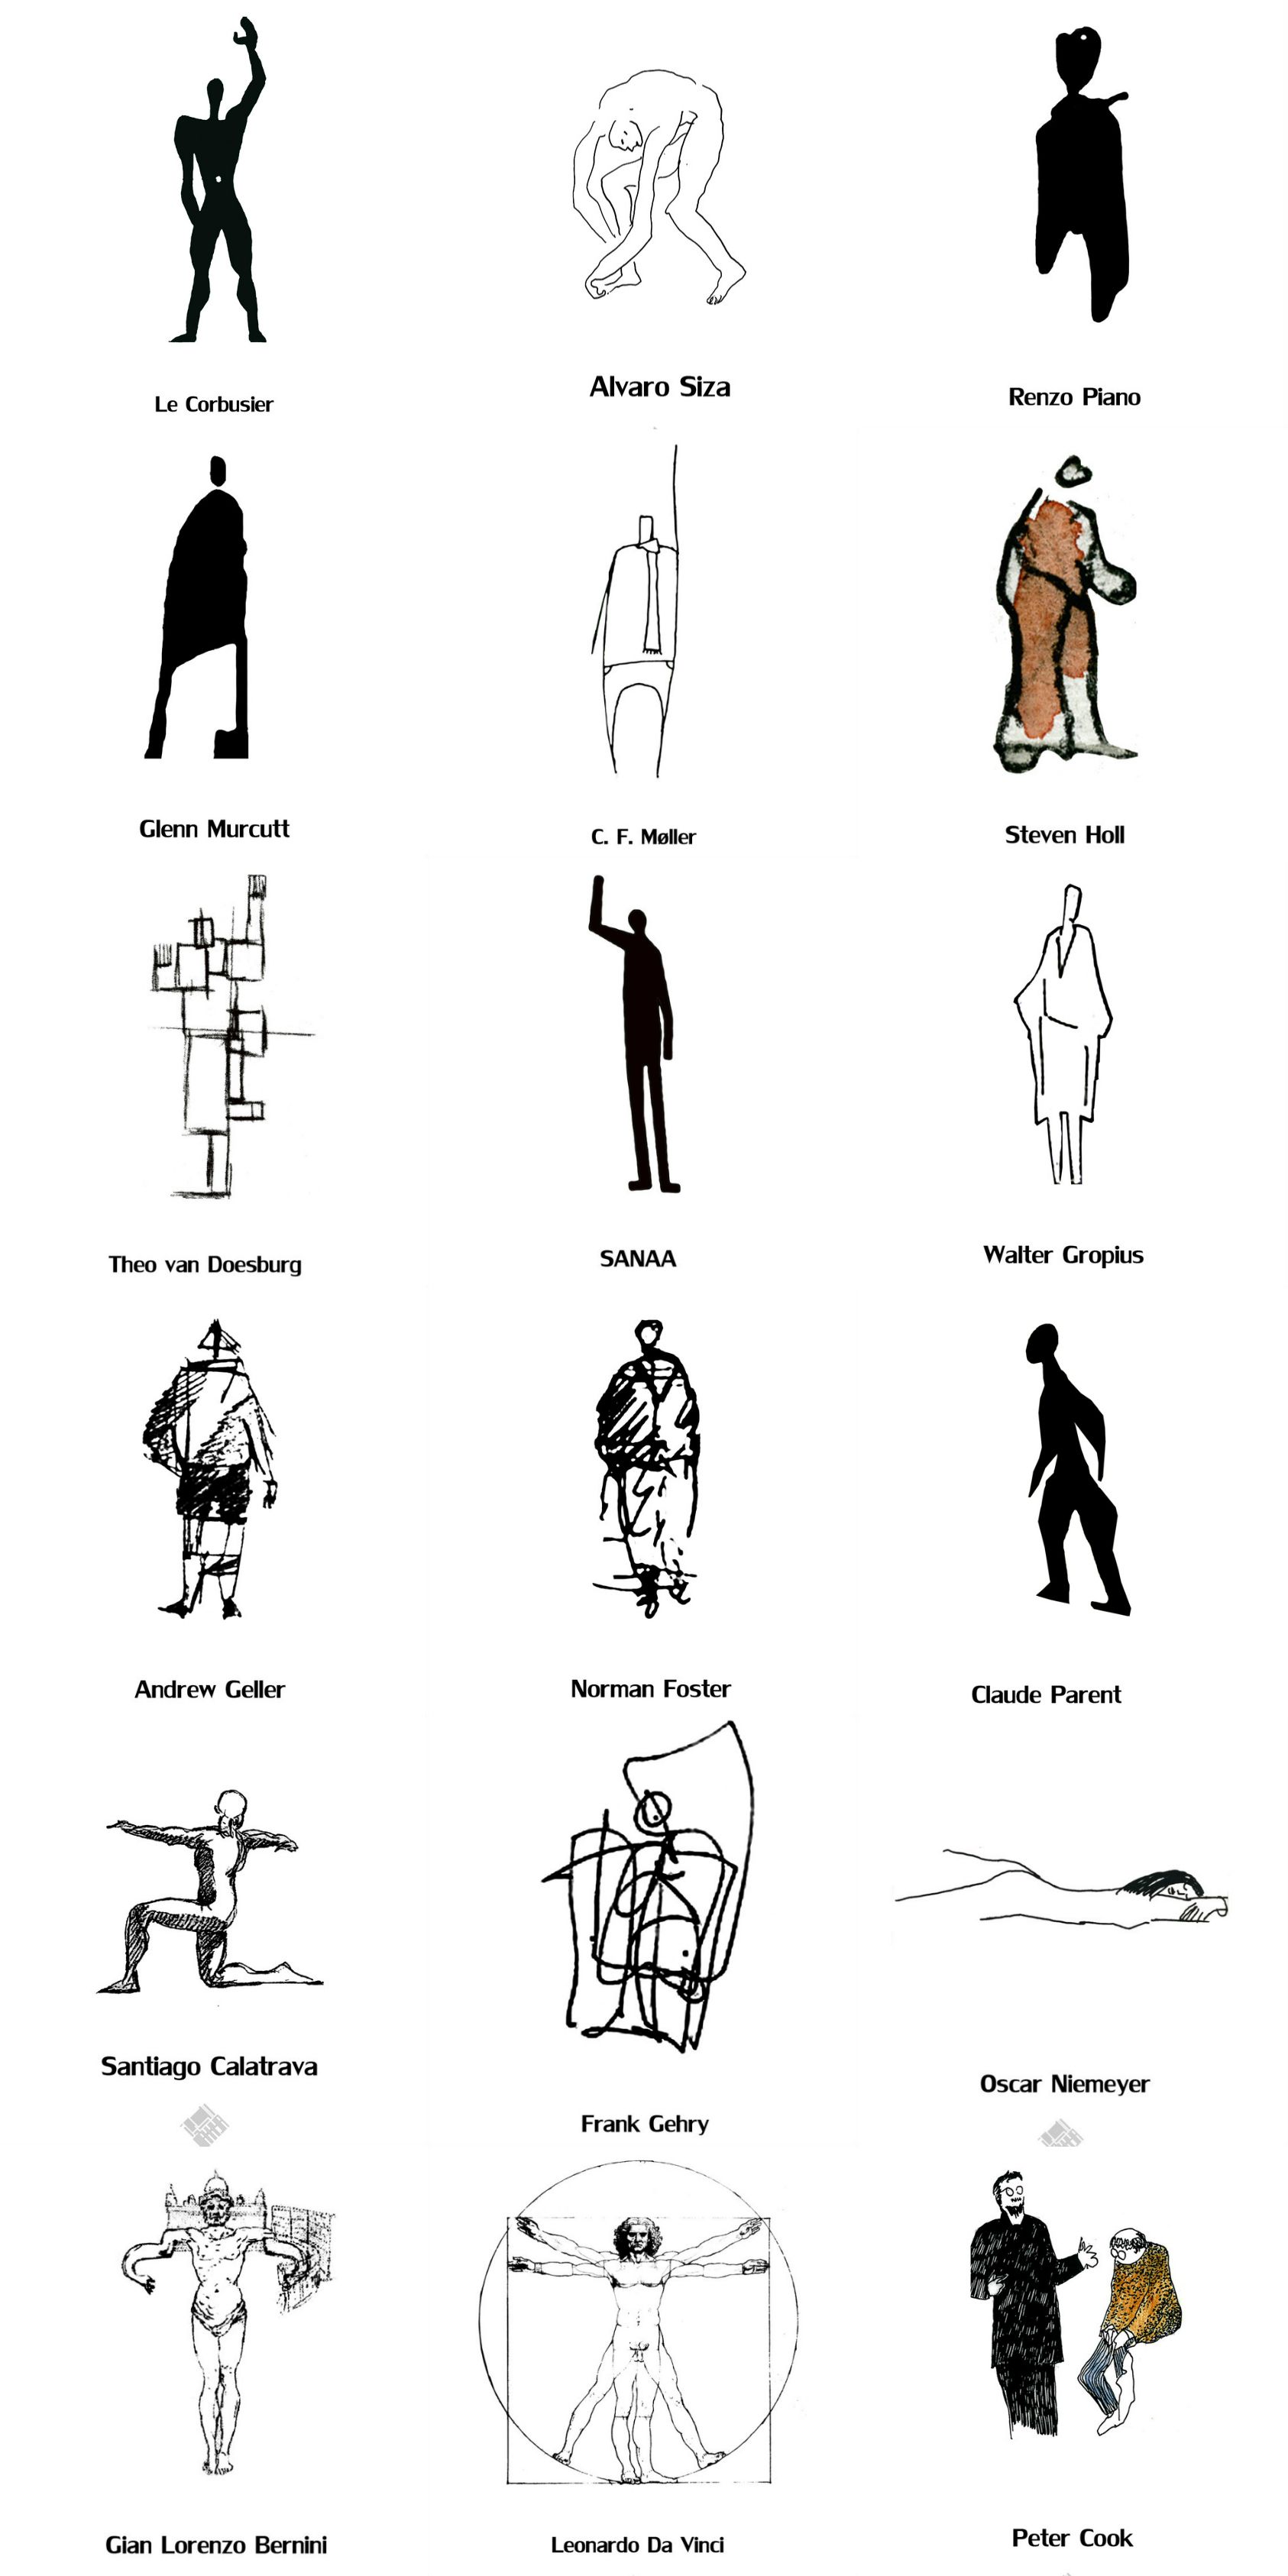 Le Corbusier
Alvaro Siza
Renzo Piano
Glenn Murcutt
C. F. Møller
Steven Holl
Theo van Doesburg
SANAA
Walter Gropius
Andrew Geller
Norman Foster
Claude Parent
Santiago Calatrava
Frank Gehry
Oscar Niemeyer
Gian Lorenzo Bernini
Leonardo Da Vinci
Peter Cook